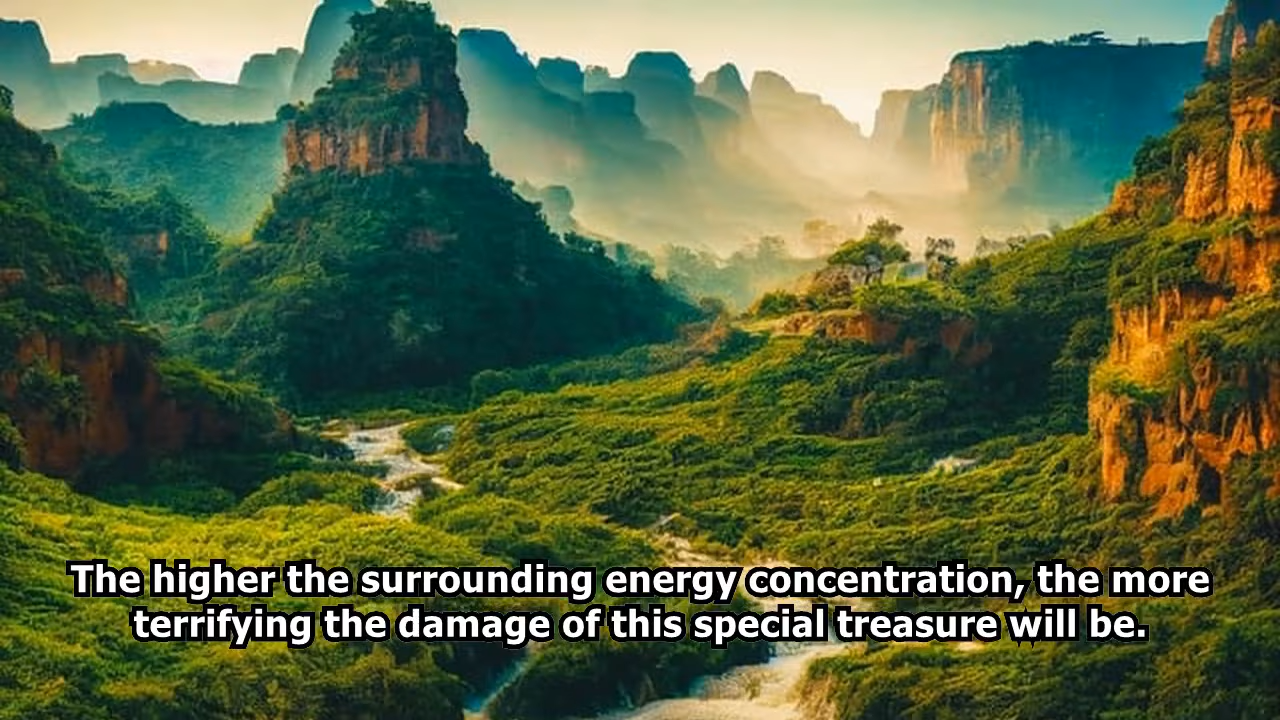 The higher the surrounding energy concentration, the more
terrifying the damage of this special treasure will be.